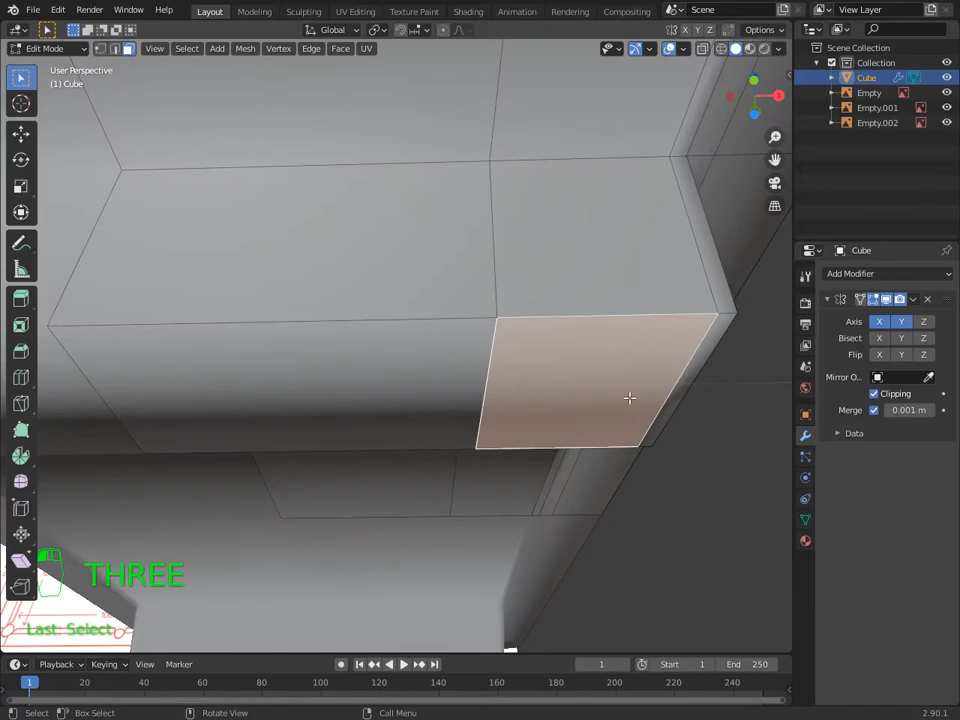 File Edit Render Window Help Layout Modeling Sculpting UV Editing Texture Paint Shading Animation Rendering Compositing Scene View Layer
X Y Z Options
Edit Mode View Select Add Mesh Vertex Edge Face UV Global
User Perspective
(1) Cube
Scene Collection
Collection
Cube
Empty
Empty.001
Empty.002
Cube
Add Modifier
Axis X Y Z
Bisect X Y Z
Flip X Y Z
Mirror O...
Clipping
Merge 0.001 m
Data
THREE
Last: Select
Playback Keying View Marker 1 Start 1 End 250
1 20 40 60 80 100 120 140 160 180 200 220 240
Select Box Select Rotate View Call Menu 2.90.1